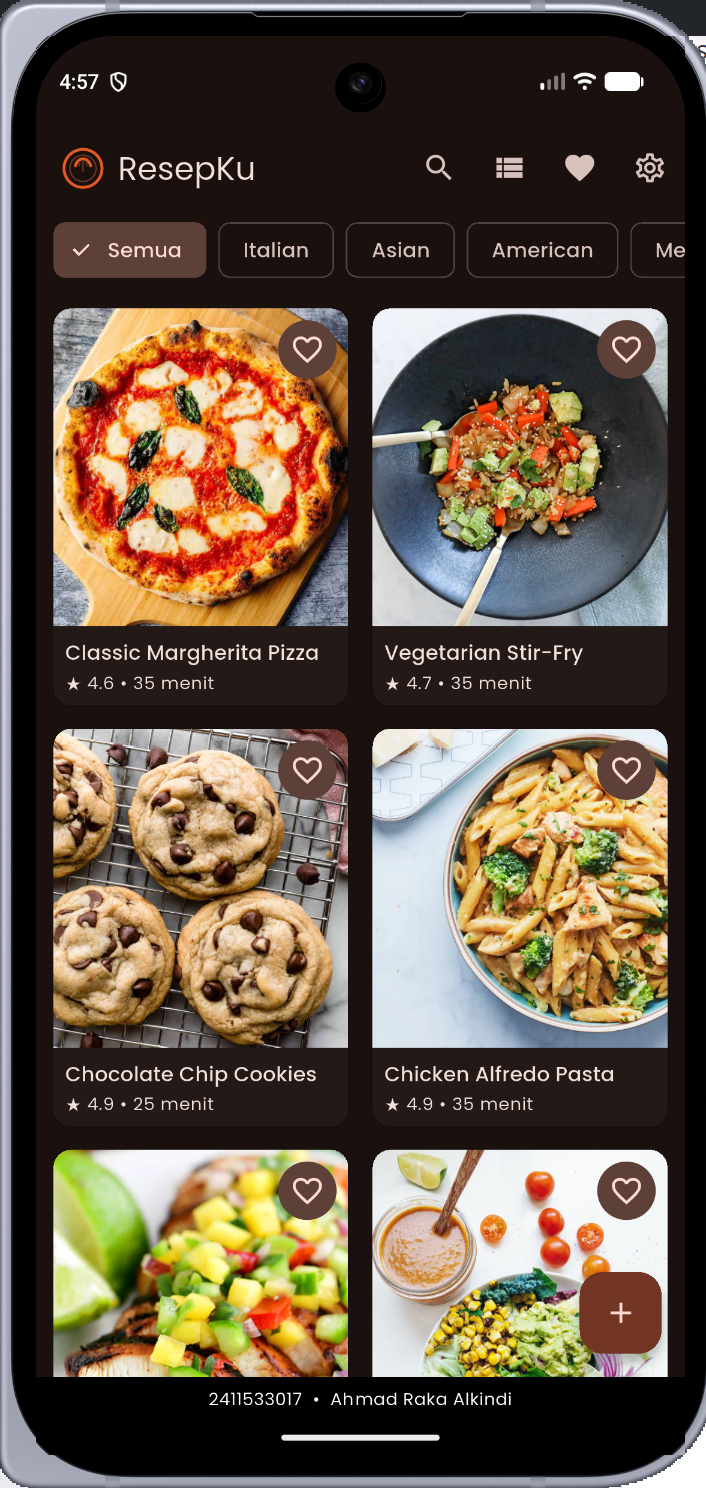 4:57
ResepKu
Semua Italian Asian American Me
Classic Margherita Pizza
★ 4.6 • 35 menit
Vegetarian Stir-Fry
★ 4.7 • 35 menit
Chocolate Chip Cookies
★ 4.9 • 25 menit
Chicken Alfredo Pasta
★ 4.9 • 35 menit
2411533017 • Ahmad Raka Alkindi